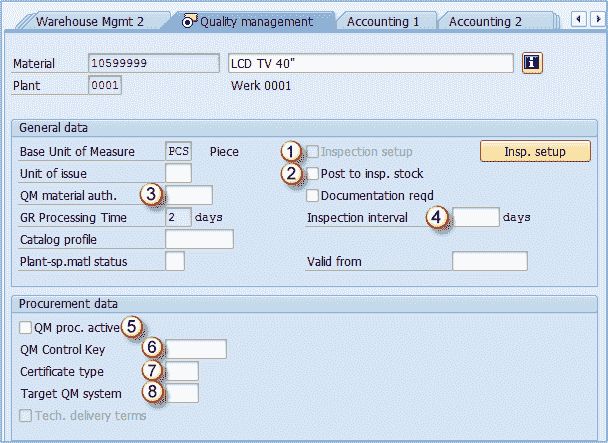 Warehouse Mgmt 2 Quality management Accounting 1 Accounting 2
Material 10599999 LCD TV 40"
Plant 0001 Werk 0001
General data
Base Unit of Measure PCS Piece 1 Inspection setup Insp. setup
Unit of issue 2 Post to insp. stock
QM material auth. 3 Documentation reqd
GR Processing Time 2 days Inspection interval 4 days
Catalog profile
Plant-sp.matl status Valid from
Procurement data
QM proc. active 5
QM Control Key 6
Certificate type 7
Target QM system 8
Tech. delivery terms